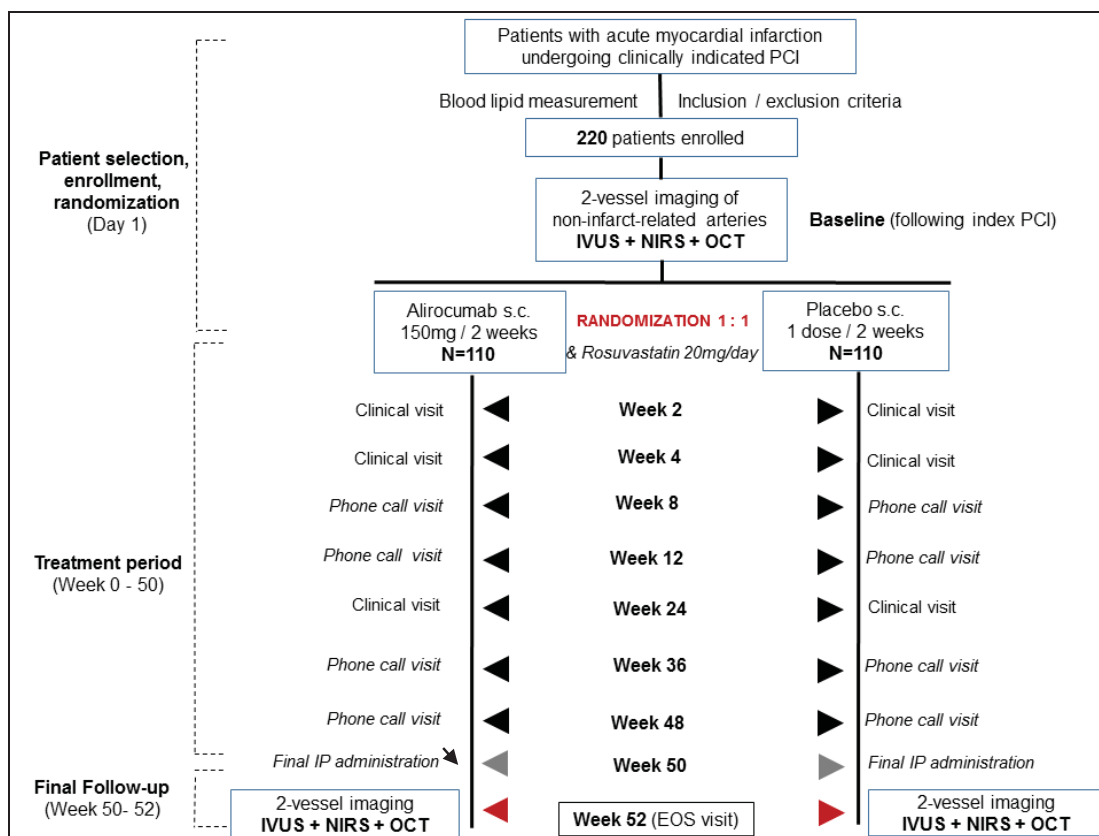 Patients with acute myocardial infarction
undergoing clinically indicated PCI
Blood lipid measurement
Inclusion / exclusion criteria
220 patients enrolled
Patient selection,
enrollment,
randomization
(Day 1)
2-vessel imaging of
non-infarct-related arteries
IVUS + NIRS + OCT
Baseline (following index PCI)
Alirocumab s.c.
150mg / 2 weeks
N=110
RANDOMIZATION 1 : 1
& Rosuvastatin 20mg/day
Placebo s.c.
1 dose / 2 weeks
N=110
Treatment period
(Week 0 - 50)
Clinical visit
Week 2
Clinical visit
Clinical visit
Week 4
Clinical visit
Phone call visit
Week 8
Phone call visit
Phone call visit
Week 12
Phone call visit
Clinical visit
Week 24
Clinical visit
Phone call visit
Week 36
Phone call visit
Phone call visit
Week 48
Phone call visit
Final IP administration
Week 50
Final IP administration
Final Follow-up
(Week 50- 52)
2-vessel imaging
IVUS + NIRS + OCT
Week 52 (EOS visit)
2-vessel imaging
IVUS + NIRS + OCT